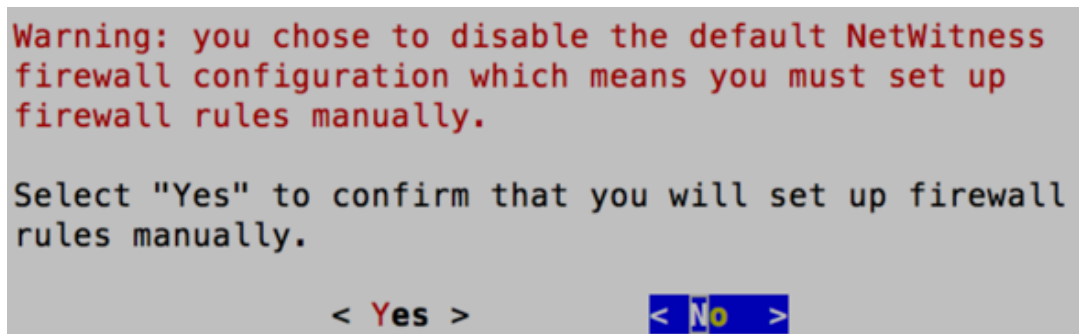 Warning: you chose to disable the default NetWitness
firewall configuration which means you must set up
firewall rules manually.
Select "Yes" to confirm that you will set up firewall
rules manually.
< Yes > < No >